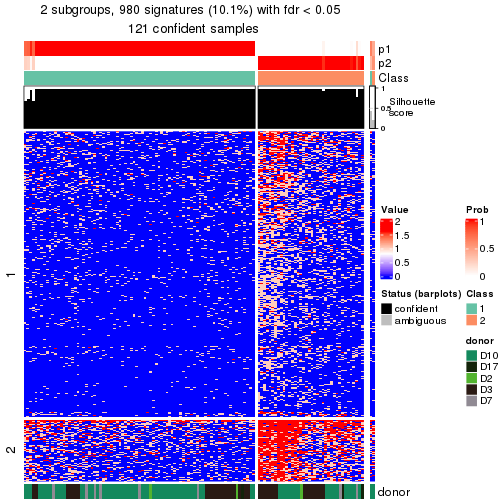 2 subgroups, 980 signatures (10.1%) with fdr < 0.05
121 confident samples
p1
p2
Class
1
0.5
0
Silhouette
score
1
2
donor
Value
2
1.5
1
0.5
0
Prob
1
0.5
0
Status (barplots)
confident
ambiguous
Class
1
2
donor
D10
D17
D2
D3
D7